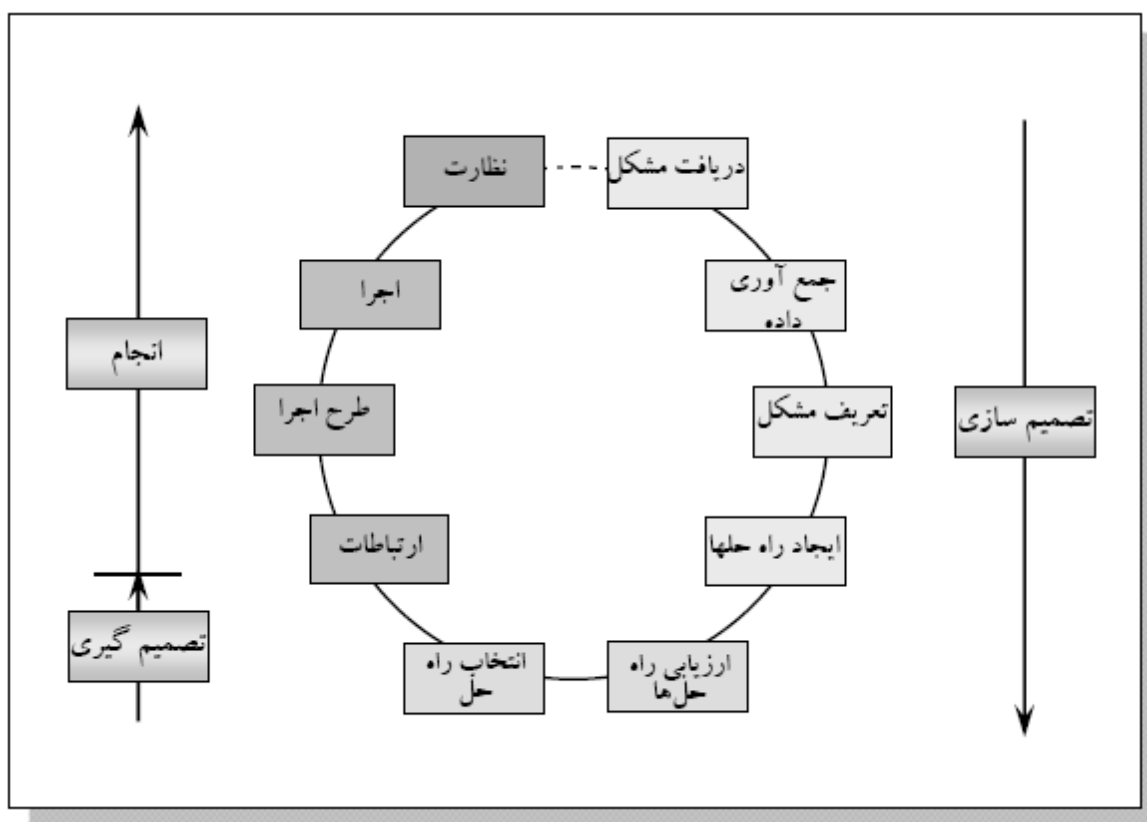 نظارت
دریافت مشکل
اجرا
جمع آوری
داده
انجام
طرح اجرا
تعریف مشکل
تصمیم سازی
ارتباطات
ایجاد راه حلها
تصمیم گیری
انتخاب راه
حل
ارزیابی راه
حل‌ها